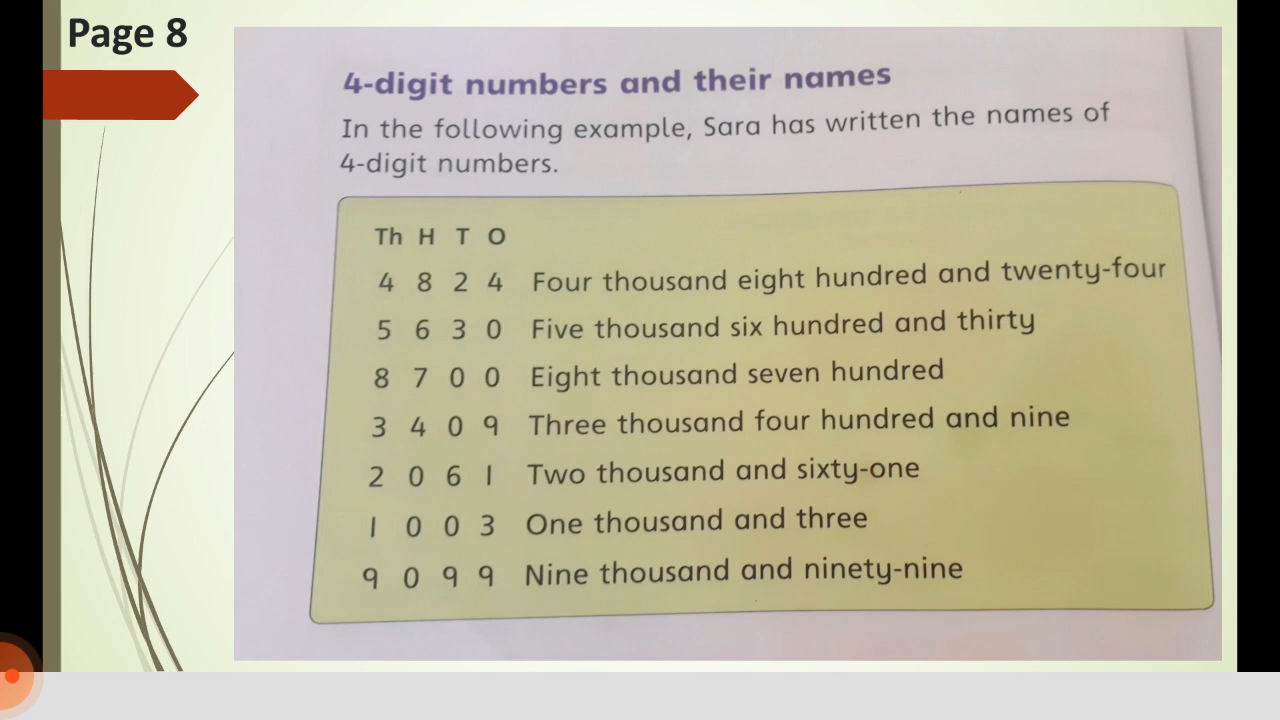 Page 8
4-digit numbers and their names
In the following example, Sara has written the names of
4-digit numbers.
Th H T O
4 8 2 4 Four thousand eight hundred and twenty-four
5 6 3 0 Five thousand six hundred and thirty
8 7 0 0 Eight thousand seven hundred
3 4 0 9 Three thousand four hundred and nine
2 0 6 1 Two thousand and sixty-one
1 0 0 3 One thousand and three
9 0 9 9 Nine thousand and ninety-nine